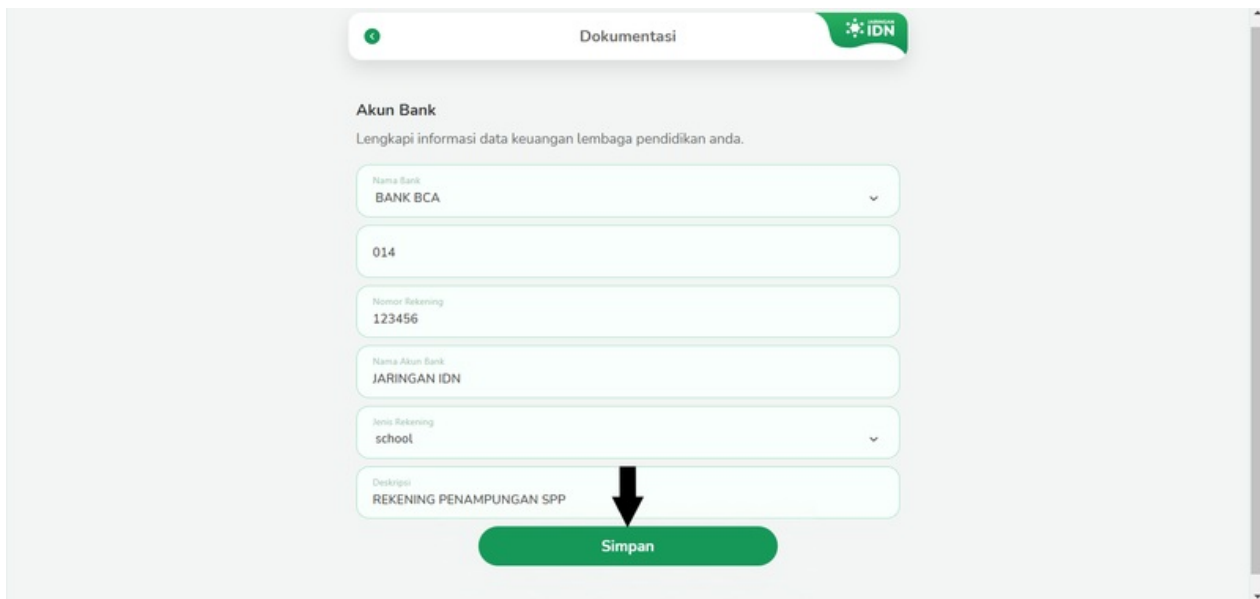 Dokumentasi
JARINGAN
IDN
Akun Bank
Lengkapi informasi data keuangan lembaga pendidikan anda.
Nama Bank
BANK BCA
014
Nomor Rekening
123456
Nama Akun Bank
JARINGAN IDN
Jenis Rekening
school
Deskripsi
REKENING PENAMPUNGAN SPP
Simpan